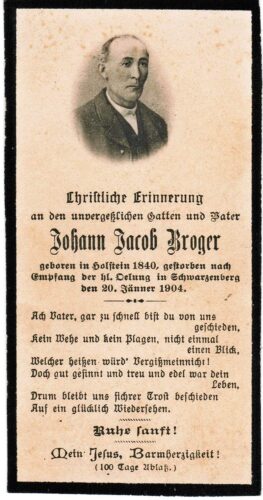 Christliche Erinnerung
an den unvergeßlichen Gatten und Vater
Johann Jacob Broger
geboren in Holstein 1840, gestorben nach
Empfang der hl. Oelung in Schwarzenberg
den 20. Jänner 1904.
Ach Vater, gar zu schnell bist du von uns
geschieden,
Kein Wehe und kein Plagen, nicht einmal
einen Blick,
Welcher heißen würd' Vergißmeinnicht!
Doch gut gesinnt und treu und edel war dein
Leben,
Drum bleibt uns sichrer Trost beschieden
Auf ein glücklich Wiedersehen.
Ruhe sanft!
Mein Jesus, Barmherzigkeit!
(100 Tage Ablaß.)